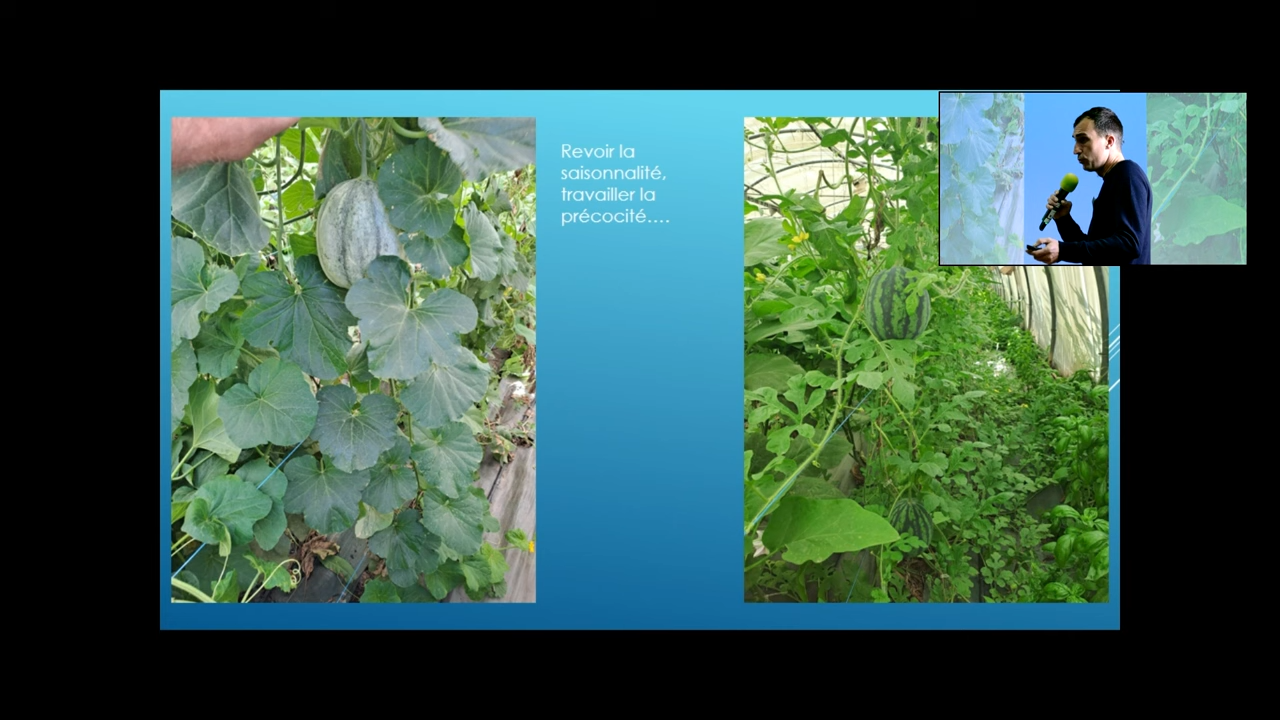 Revoir la
saisonnalité,
travailler la
précocité....